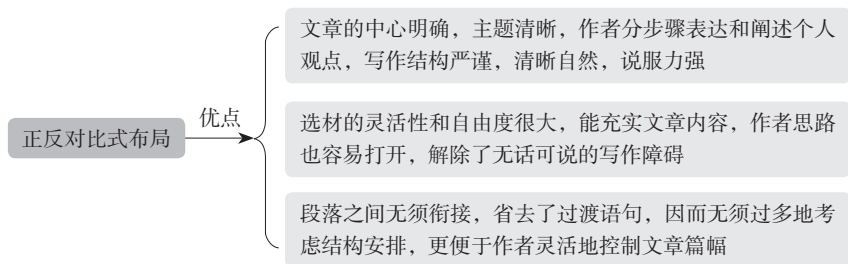 文章的中心明确，主题清晰，作者分步骤表达和阐述个人
观点，写作结构严谨，清晰自然，说服力强
正反对比式布局
优点
选材的灵活性和自由度很大，能充实文章内容，作者思路
也容易打开，解除了无话可说的写作障碍
段落之间无须衔接，省去了过渡语句，因而无须过多地考
虑结构安排，更便于作者灵活地控制文章篇幅